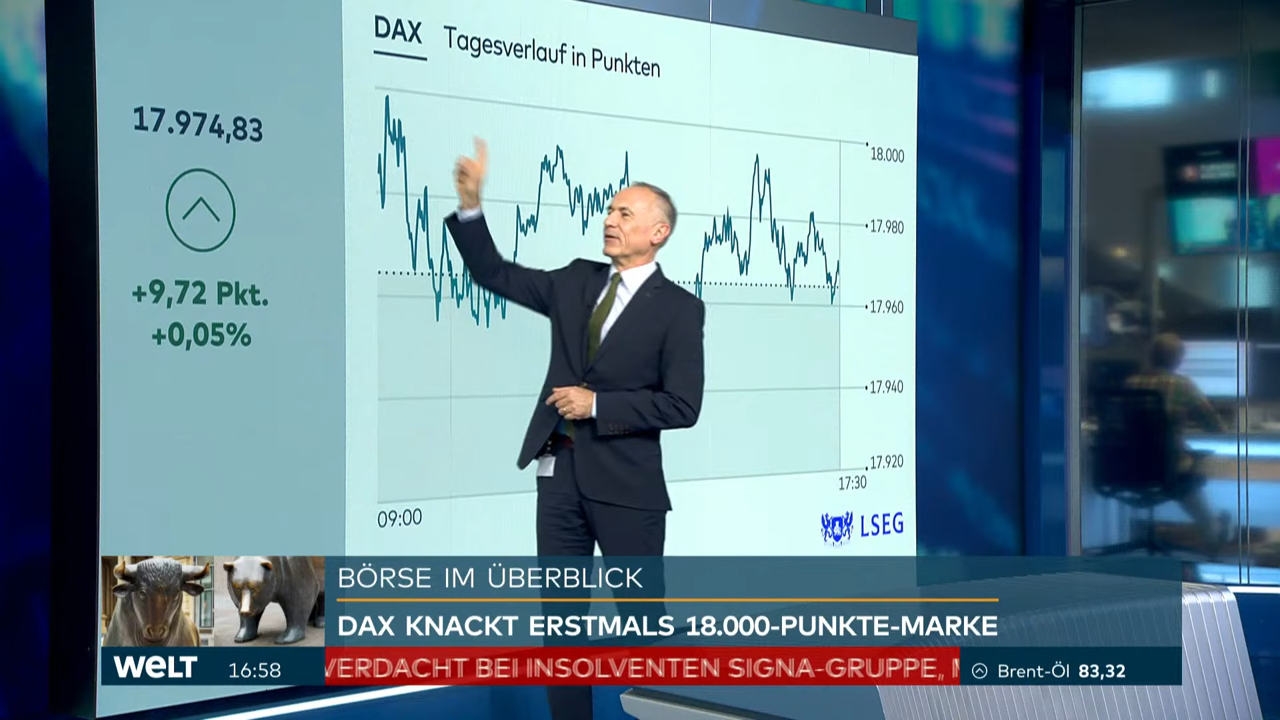 DAX Tagesverlauf in Punkten
17.974,83
+9,72 Pkt.
+0,05%
18.000
17.980
17.960
17.940
17.920
09:00
17:30
LSEG
BÖRSE IM ÜBERBLICK
DAX KNACKT ERSTMALS 18.000-PUNKTE-MARKE
WELT 16:58 VERDACHT BEI INSOLVENTEN SIGNA-GRUPPE, Brent-Öl 83,32